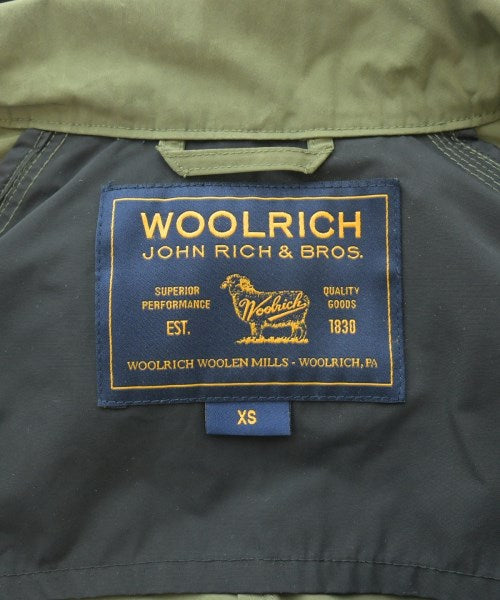 WOOLRICH
JOHN RICH & BROS.
SUPERIOR
PERFORMANCE
EST.
Woolrich
QUALITY
GOODS
1830
WOOLRICH WOOLEN MILLS - WOOLRICH, PA
XS